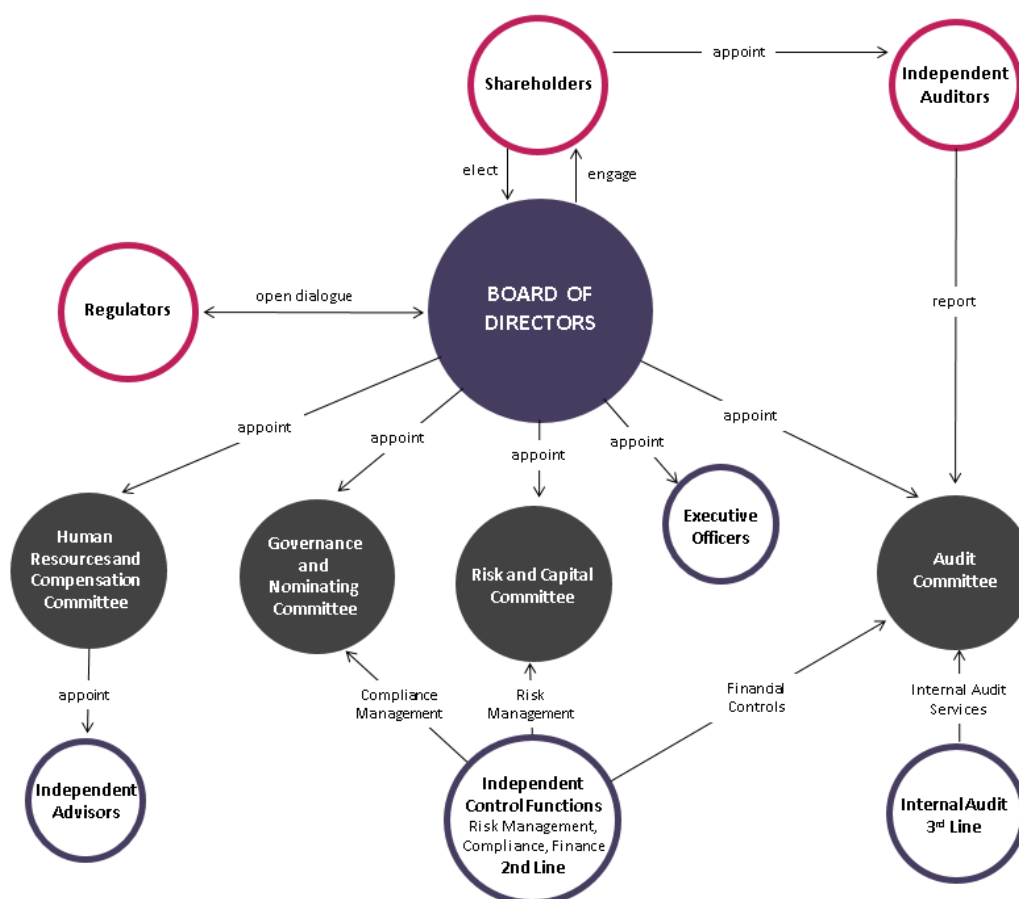 Shareholders
appoint
Independent
Auditors
elect
engage
Regulators
open dialogue
BOARD OF
DIRECTORS
report
appoint
appoint
appoint
appoint
appoint
Human
Resources and
Compensation
Committee
Governance
and
Nominating
Committee
Risk and Capital
Committee
Executive
Officers
Audit
Committee
appoint
Compliance
Management
Risk
Management
Financial
Controls
Internal Audit
Services
Independent
Advisors
Independent
Control Functions
Risk Management,
Compliance, Finance
2nd Line
Internal Audit
3rd Line